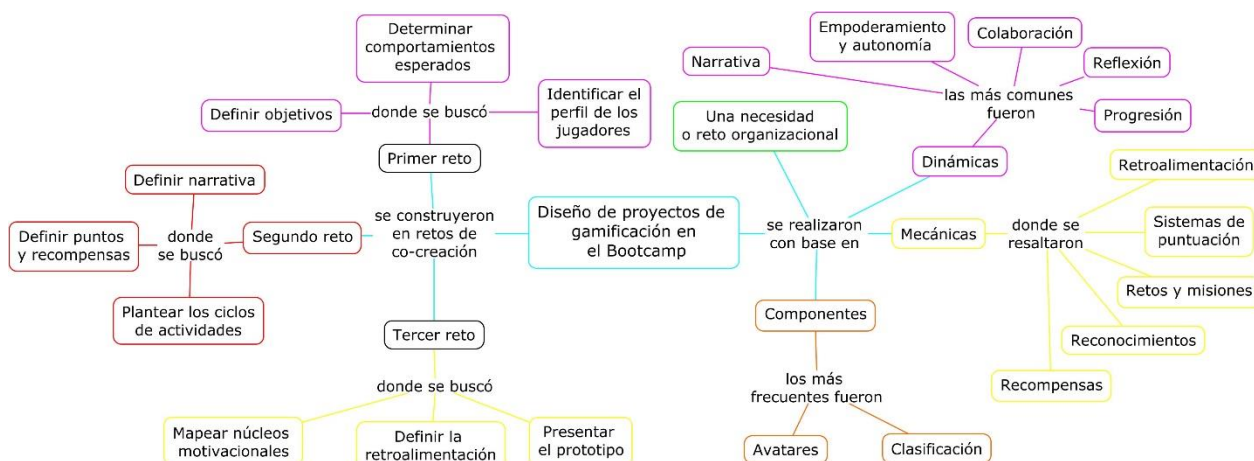 Determinar
comportamientos
esperados
Definir objetivos
donde se buscó
Identificar el
perfil de los
jugadores
Primer reto
Definir narrativa
Definir puntos
y recompensas
donde
se buscó
Segundo reto
Plantear los ciclos
de actividades
se construyeron
en retos de
co-creación
Tercer reto
donde se buscó
Mapear núcleos
motivacionales
Definir la
retroalimentación
Presentar
el prototipo
Diseño de proyectos de
gamificación en
el Bootcamp
se realizaron
con base en
Una necesidad
o reto organizacional
Dinámicas
las más comunes
fueron
Narrativa
Empoderamiento
y autonomía
Colaboración
Reflexión
Progresión
Mecánicas
donde se
resaltaron
Retroalimentación
Sistemas de
puntuación
Retos y misiones
Reconocimientos
Recompensas
Componentes
los más
frecuentes fueron
Avatares
Clasificación